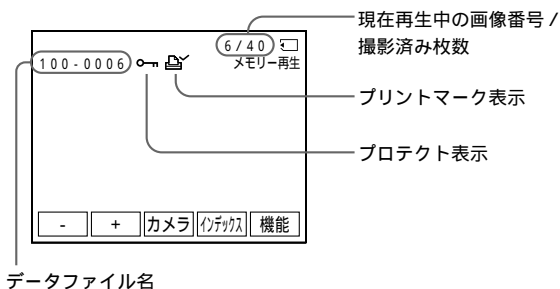 現在再生中の画像番号 /
撮影済み枚数
6 / 40
100-0006
メモリー再生
プリントマーク表示
プロテクト表示
- + カメラ インデックス 機能
データファイル名